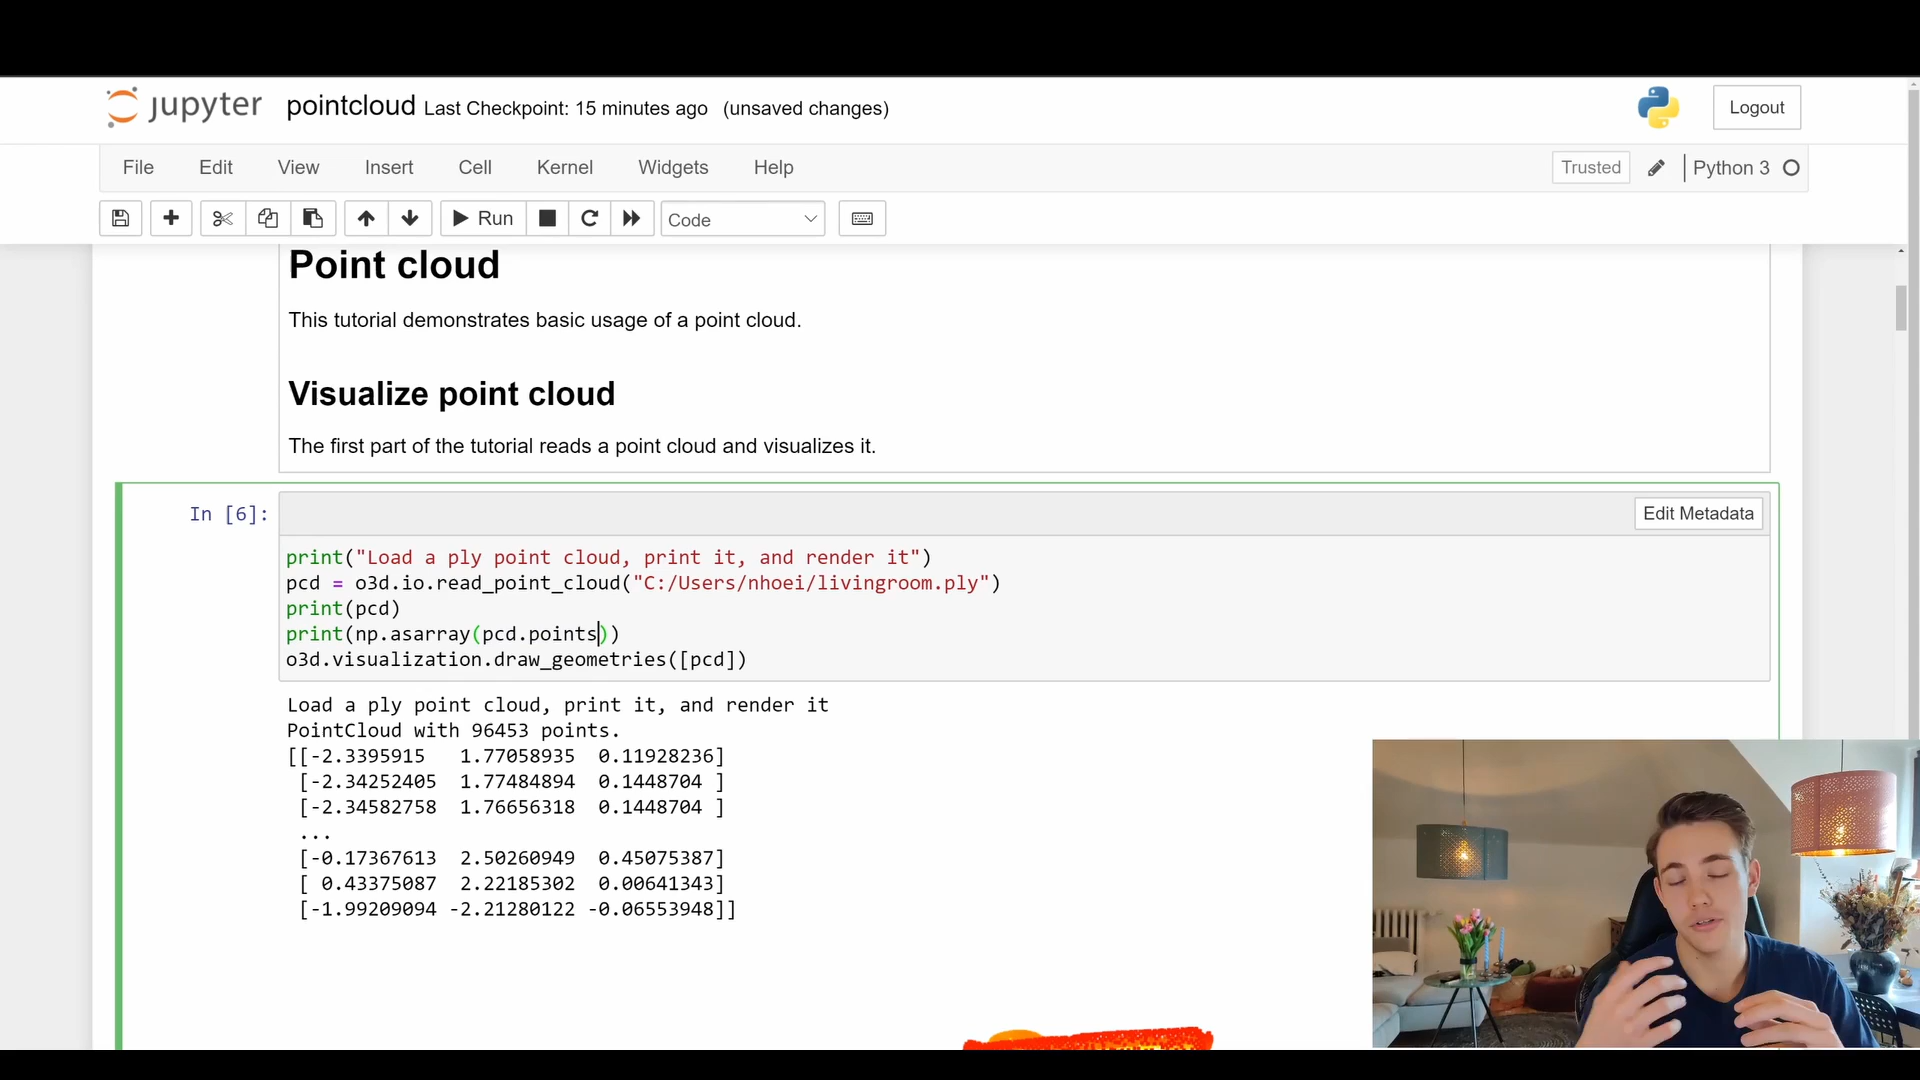 jupyter pointcloud Last Checkpoint: 15 minutes ago (unsaved changes)
Logout
File Edit View Insert Cell Kernel Widgets Help
Trusted Python 3
Run Code
Point cloud
This tutorial demonstrates basic usage of a point cloud.
Visualize point cloud
The first part of the tutorial reads a point cloud and visualizes it.
In [6]:
Edit Metadata
print("Load a ply point cloud, print it, and render it")
pcd = o3d.io.read_point_cloud("C:/Users/nhoei/livingroom.ply")
print(pcd)
print(np.asarray(pcd.points))
o3d.visualization.draw_geometries([pcd])
Load a ply point cloud, print it, and render it
PointCloud with 96453 points.
[[-2.3395915   1.77058935  0.11928236]
 [-2.34252405  1.77484894  0.1448704 ]
 [-2.34582758  1.76656318  0.1448704 ]
 ...
 [-0.17367613  2.50260949  0.45075387]
 [ 0.43375087  2.22185302  0.00641343]
 [-1.99209094 -2.21280122 -0.06553948]]